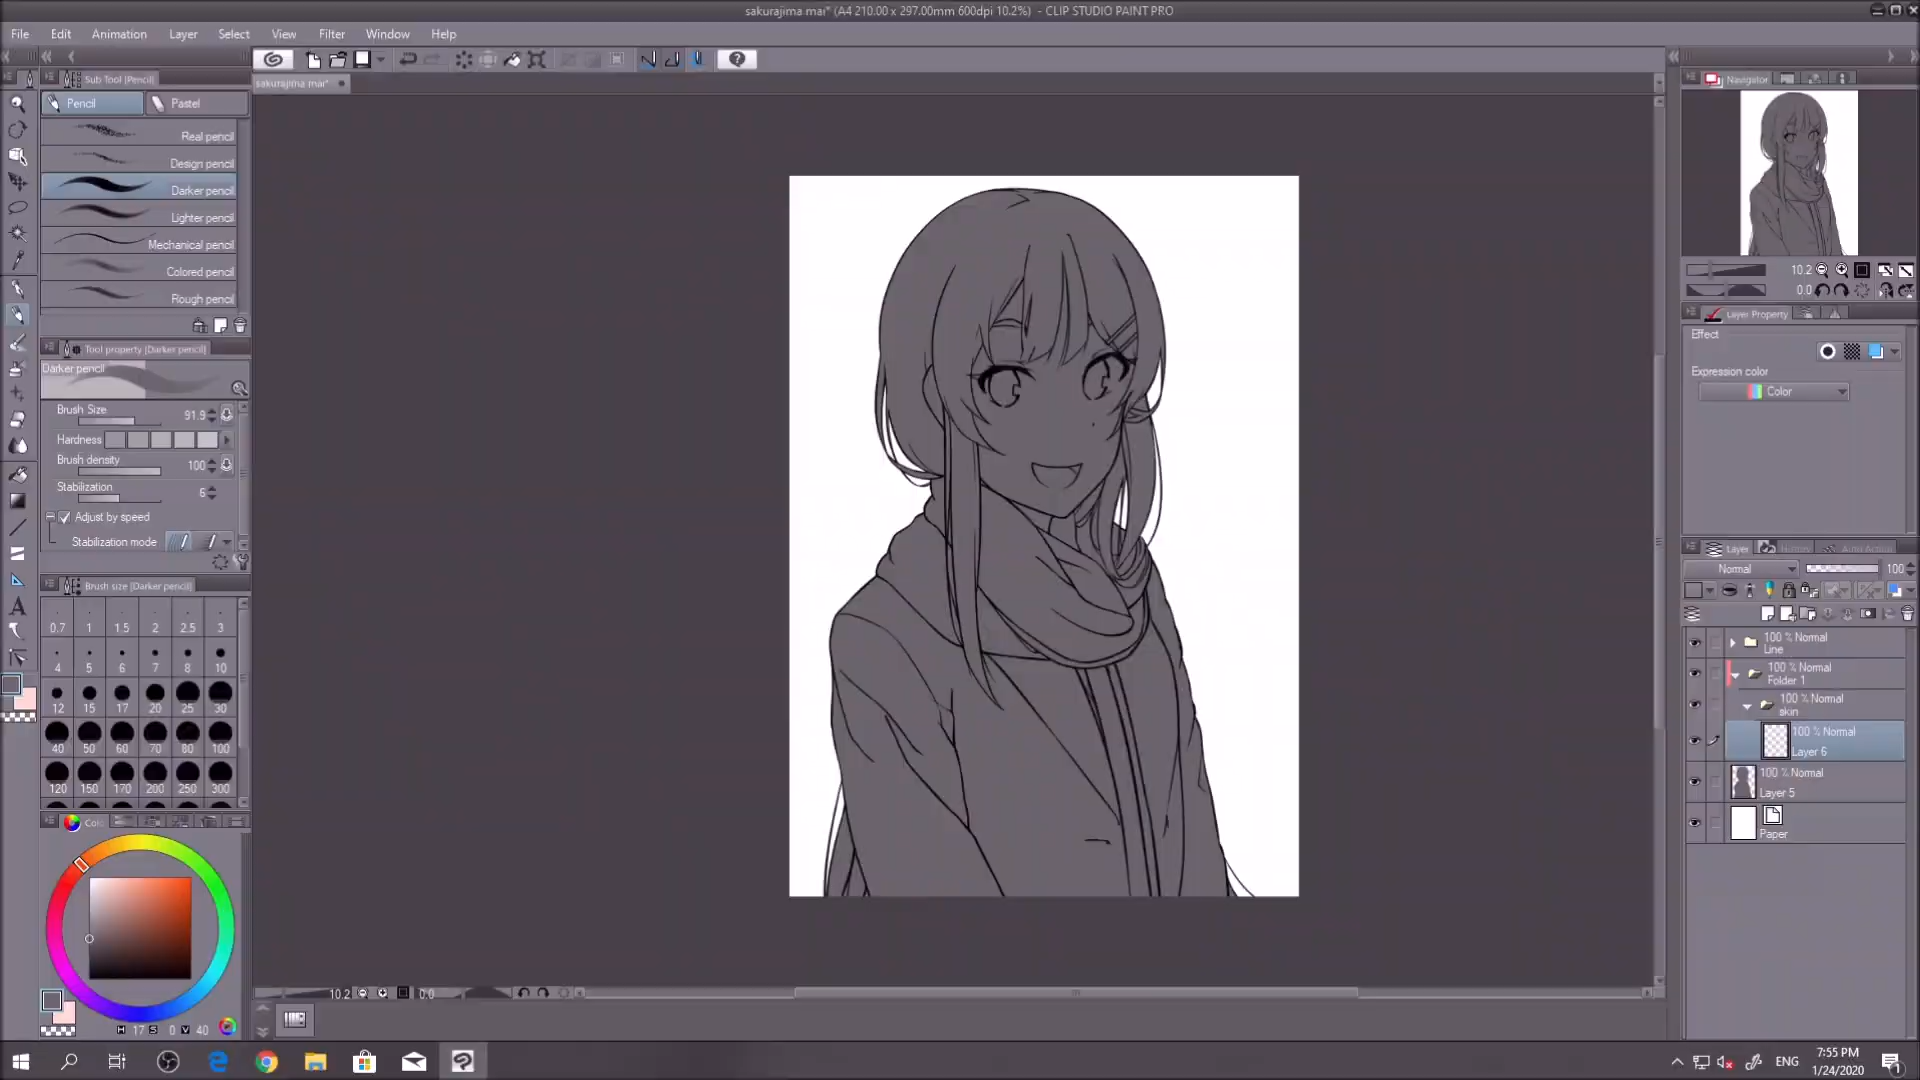 sakurajima mai* (A4 210.00 x 297.00mm 600dpi 10.2%) - CLIP STUDIO PAINT PRO
File Edit Animation Layer Select View Filter Window Help
Sub Tool [Pencil]
sakurajima mai*
Navigator
Pencil Pastel
Real pencil
Design pencil
Darker pencil
Lighter pencil
Mechanical pencil
Colored pencil
Rough pencil
10.2
0.0
Layer Property
Effect
Expression color
Color
Tool property [Darker pencil]
Darker pencil
Brush Size 91.9
Hardness
Brush density 100
Stabilization 6
Adjust by speed
Stabilization mode
Layer History Auto Action
Normal 100
Brush size [Darker pencil]
0.7 1 1.5 2 2.5 3
4 5 6 7 8 10
12 15 17 20 25 30
40 50 60 70 80 100
120 150 170 200 250 300
100 % Normal
Line
100 % Normal
Folder 1
100 % Normal
skin
100 % Normal
Layer 6
100 % Normal
Layer 5
Paper
H 17 S 0 V 40
10.2 0.0
ENG
7:55 PM
1/24/2020